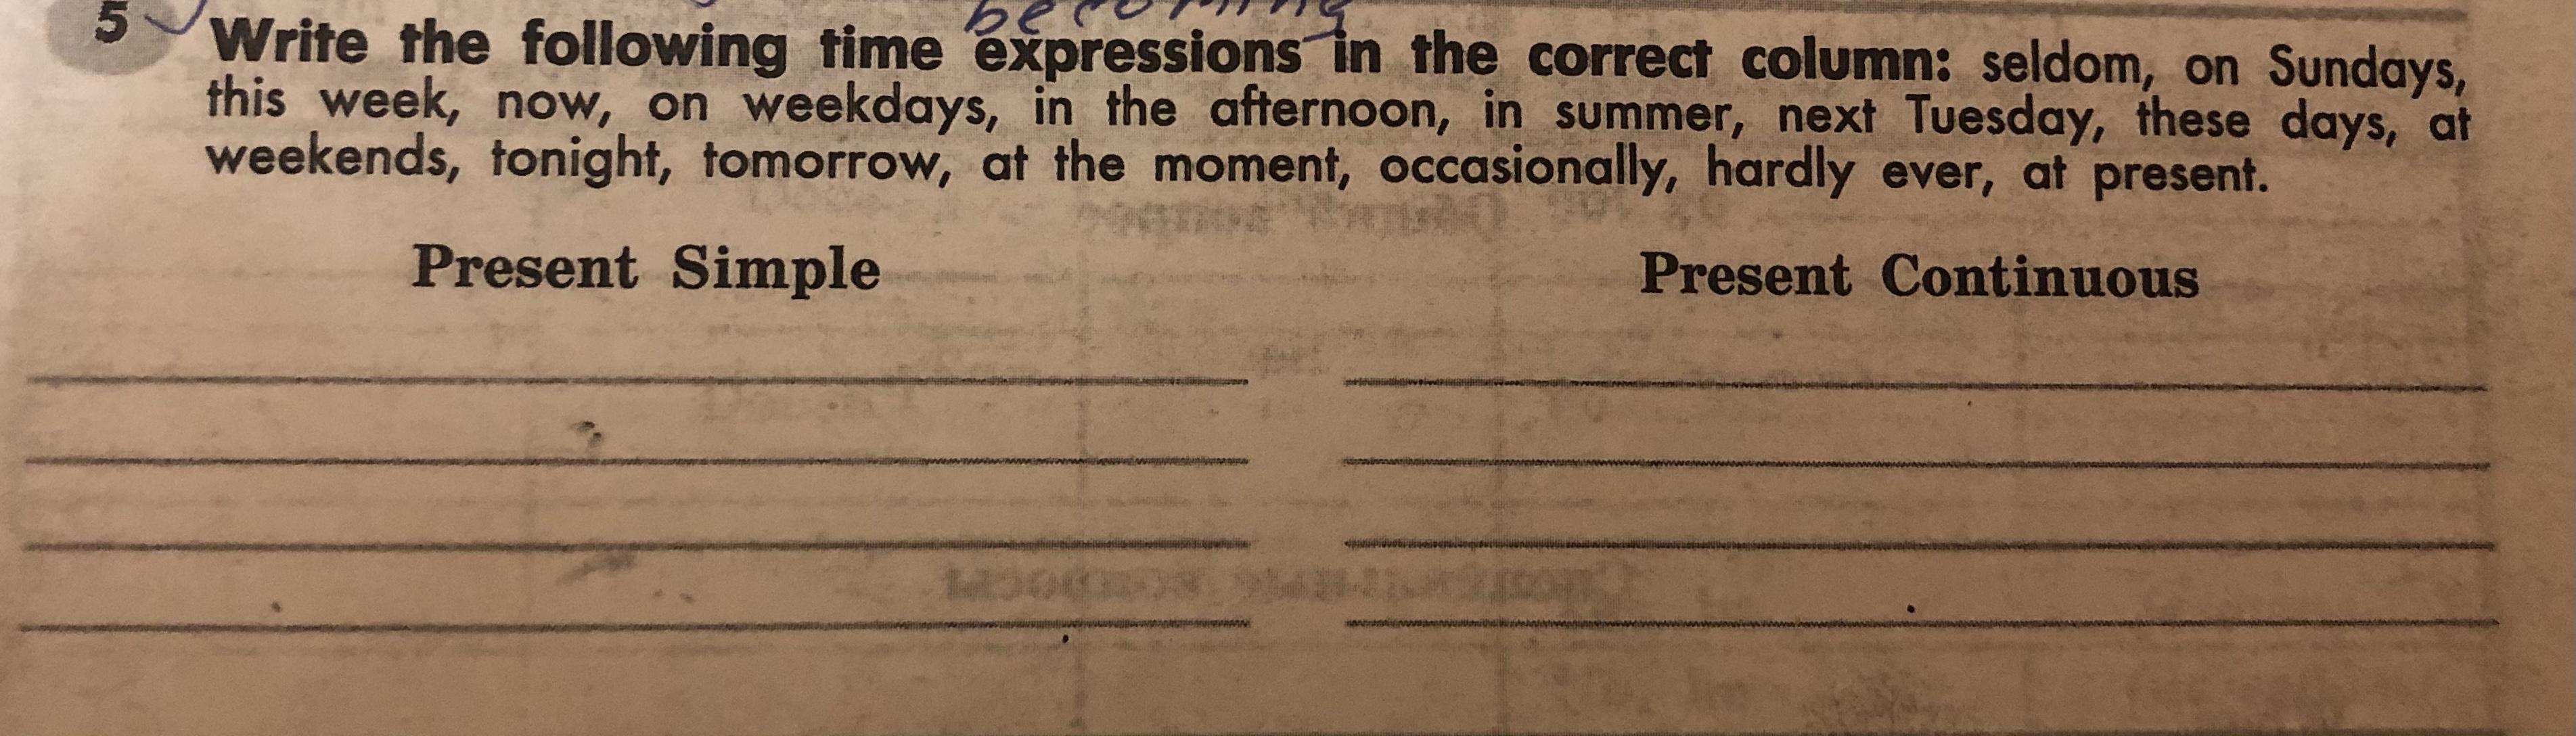 becoming
5 Write the following time expressions in the correct column: seldom, on Sundays,
this week, now, on weekdays, in the afternoon, in summer, next Tuesday, these days, at
weekends, tonight, tomorrow, at the moment, occasionally, hardly ever, at present.
Present Simple Present Continuous